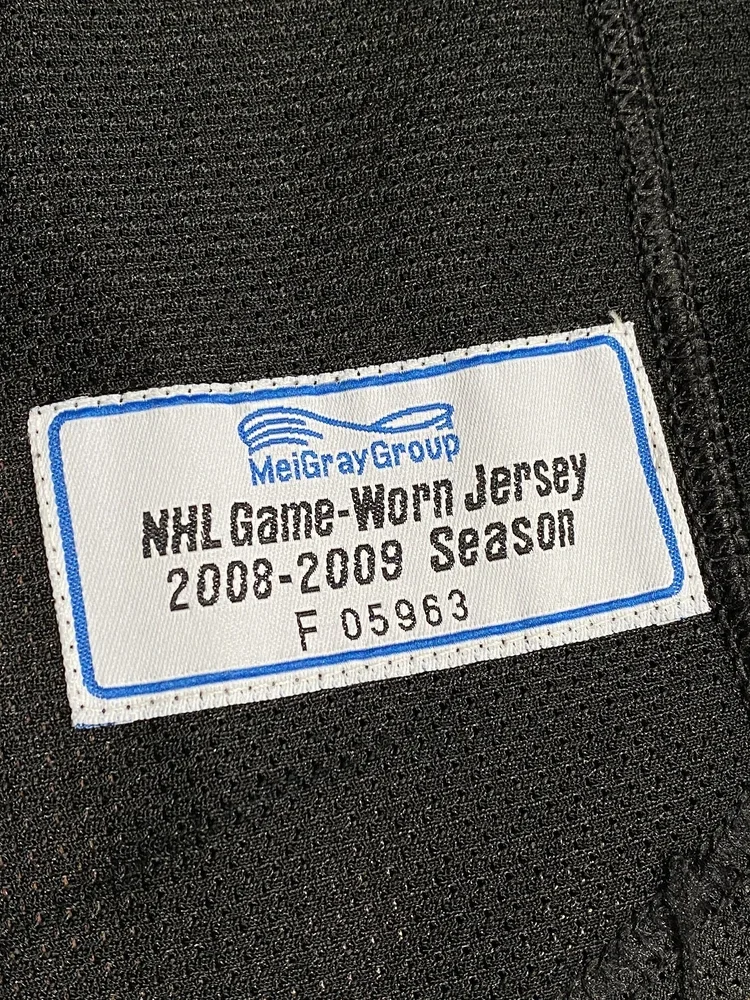 MeiGrayGroup
NHL Game-Worn Jersey
2008-2009 Season
F 05963